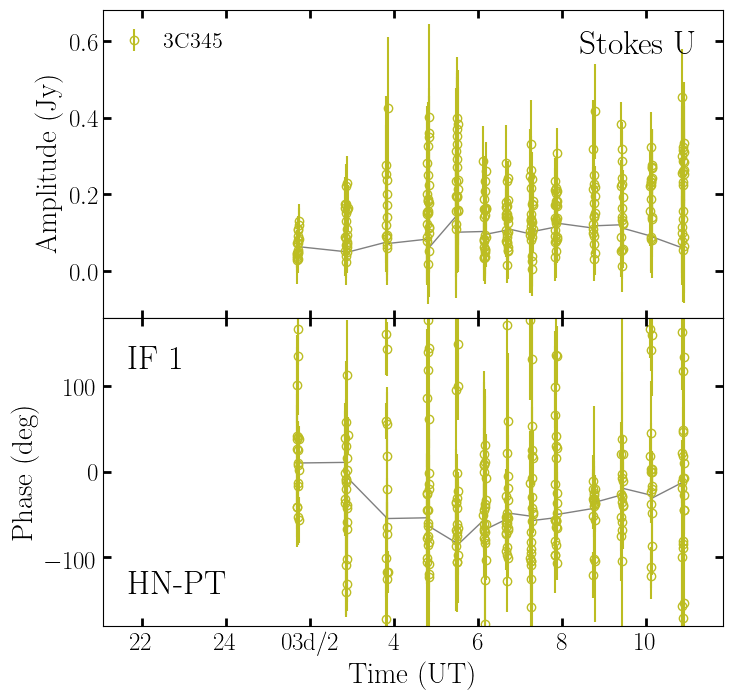 3C345
Stokes U
0.6
0.4
0.2
0.0
Amplitude (Jy)
IF 1
100
0
−100
Phase (deg)
HN-PT
22 24 03d/2 4 6 8 10
Time (UT)